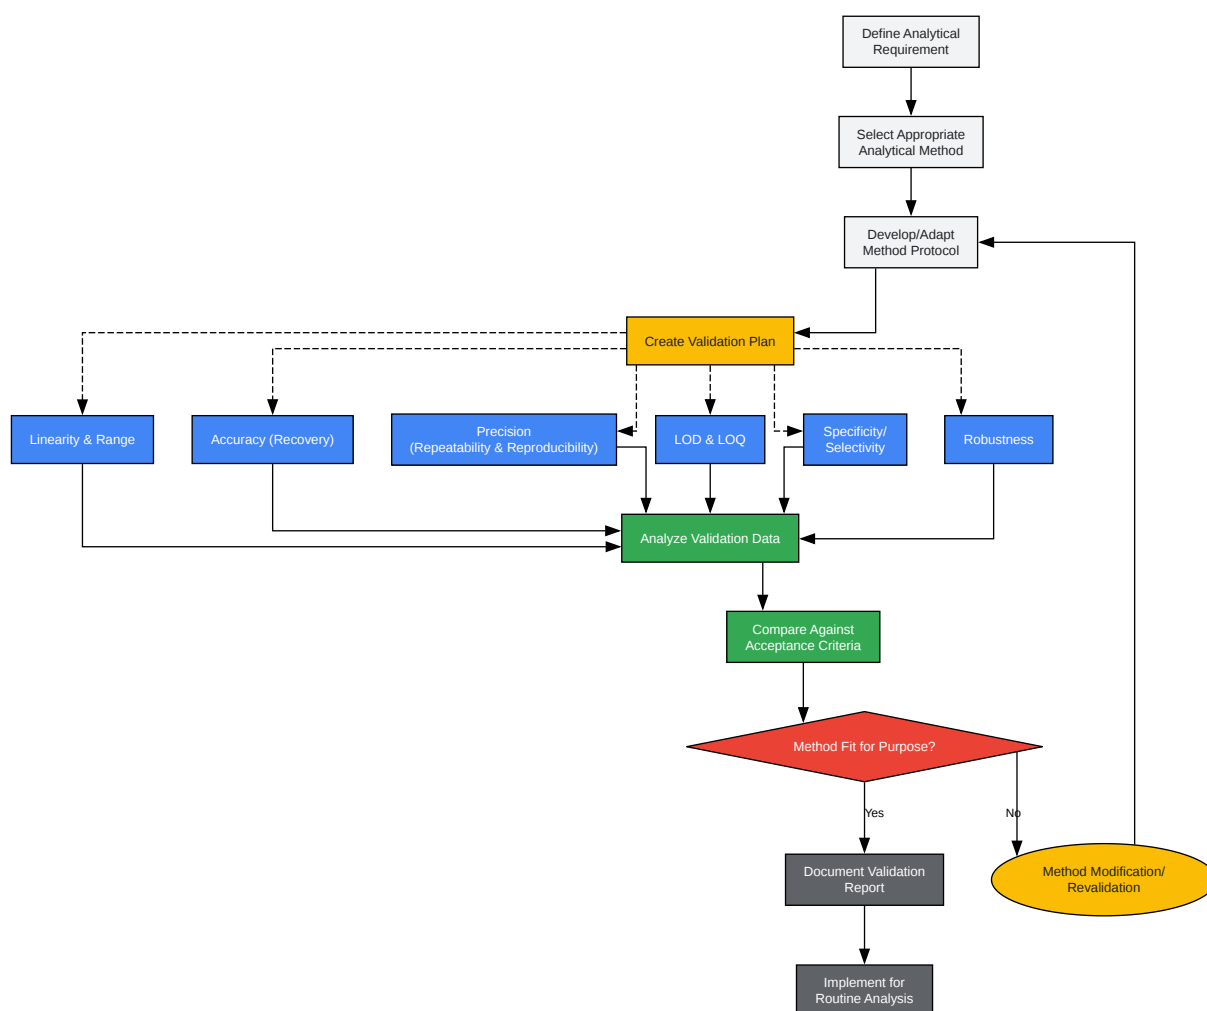 Define Analytical
Requirement
Select Appropriate
Analytical Method
Develop/Adapt
Method Protocol
Create Validation Plan
Linearity & Range
Accuracy (Recovery)
Precision
(Repeatability & Reproducibility)
LOD & LOQ
Specificity/
Selectivity
Robustness
Analyze Validation Data
Compare Against
Acceptance Criteria
Method Fit for Purpose?
Yes
No
Document Validation
Report
Method Modification/
Revalidation
Implement for
Routine Analysis